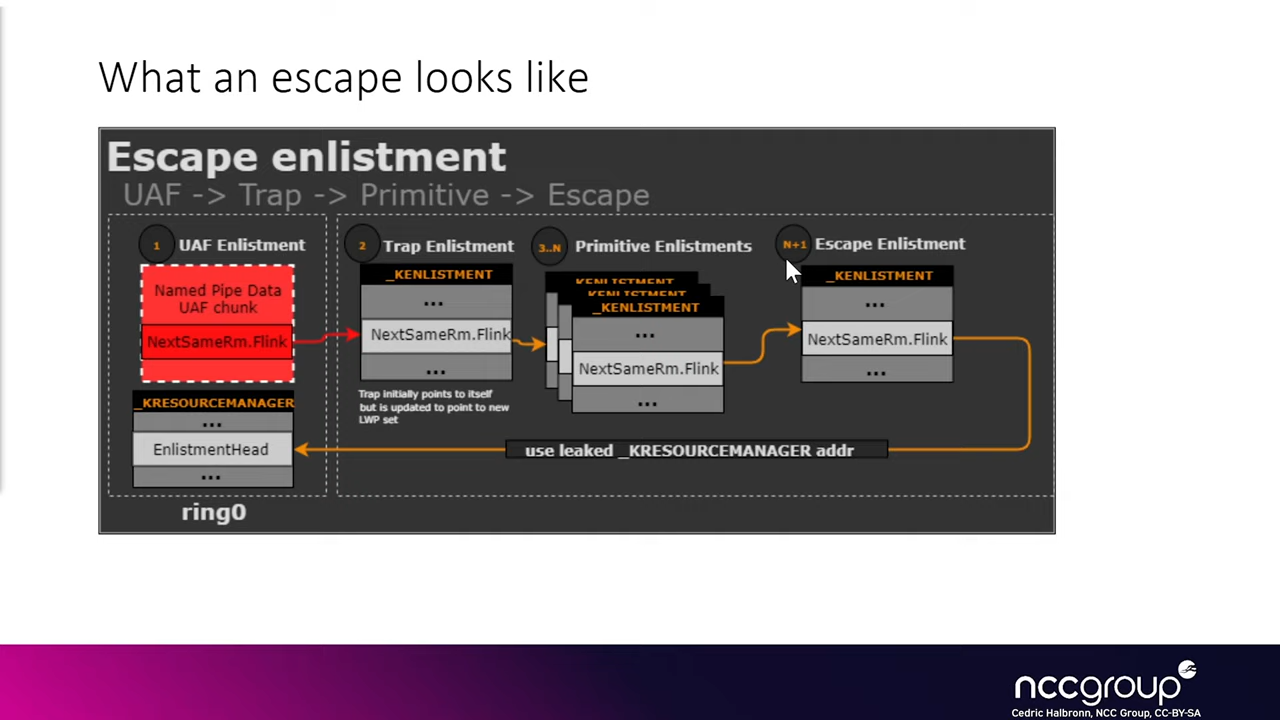 What an escape looks like
Escape enlistment
UAF -> Trap -> Primitive -> Escape
1 UAF Enlistment
Named Pipe Data
UAF chunk
NextSameRm.Flink
_KRESOURCEMANAGER
...
EnlistmentHead
...
ring0
2 Trap Enlistment
_KENLISTMENT
...
NextSameRm.Flink
...
Trap initially points to itself
but is updated to point to new
LWP set
3..N Primitive Enlistments
KENLISTMENT
KENLISTMENT
_KENLISTMENT
...
NextSameRm.Flink
...
N+1 Escape Enlistment
_KENLISTMENT
...
NextSameRm.Flink
...
use leaked _KRESOURCEMANAGER addr
nccgroup
Cedric Halbronn, NCC Group, CC-BY-SA